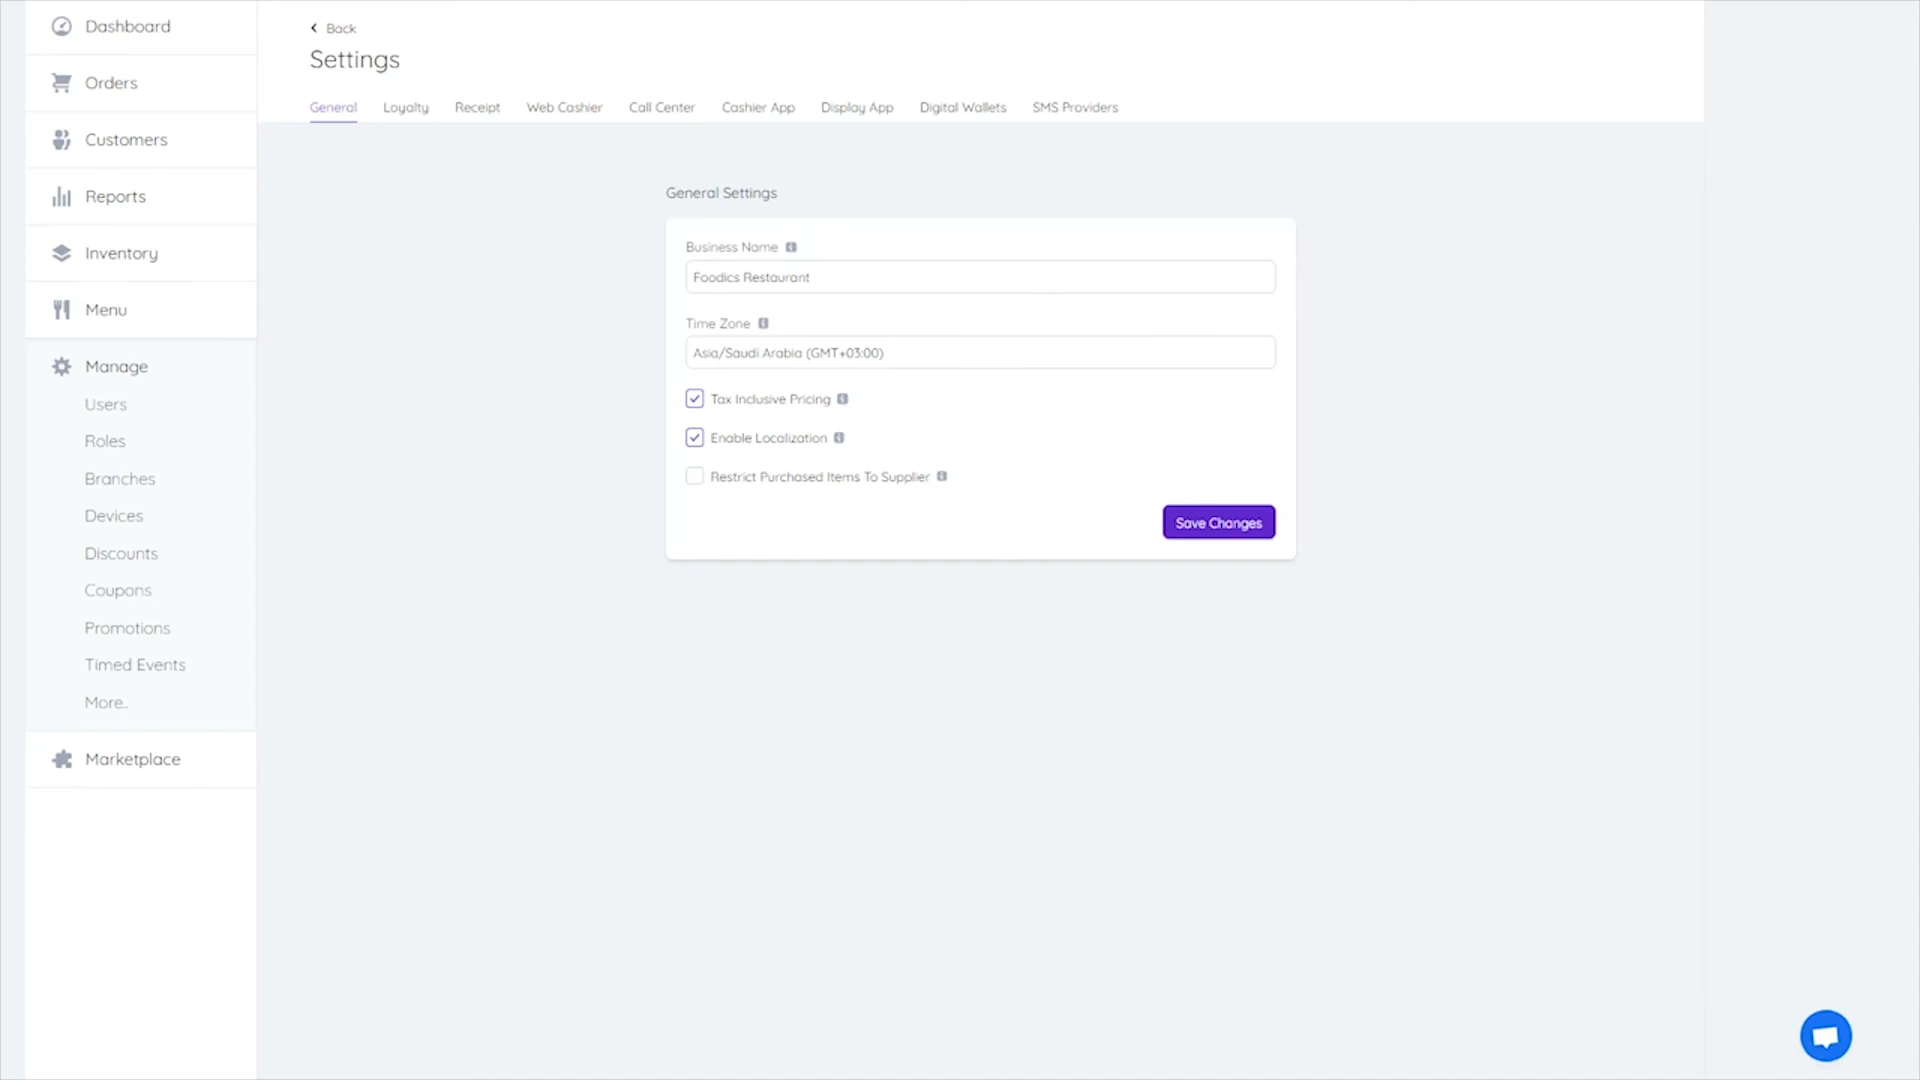 Dashboard
Orders
Customers
Reports
Inventory
Menu
Manage
Users
Roles
Branches
Devices
Discounts
Coupons
Promotions
Timed Events
More..
Marketplace
Back
Settings
General Loyalty Receipt Web Cashier Call Center Cashier App Display App Digital Wallets SMS Providers
General Settings
Business Name
Foodics Restaurant
Time Zone
Asia/Saudi Arabia (GMT+03:00)
Tax Inclusive Pricing
Enable Localization
Restrict Purchased Items To Supplier
Save Changes